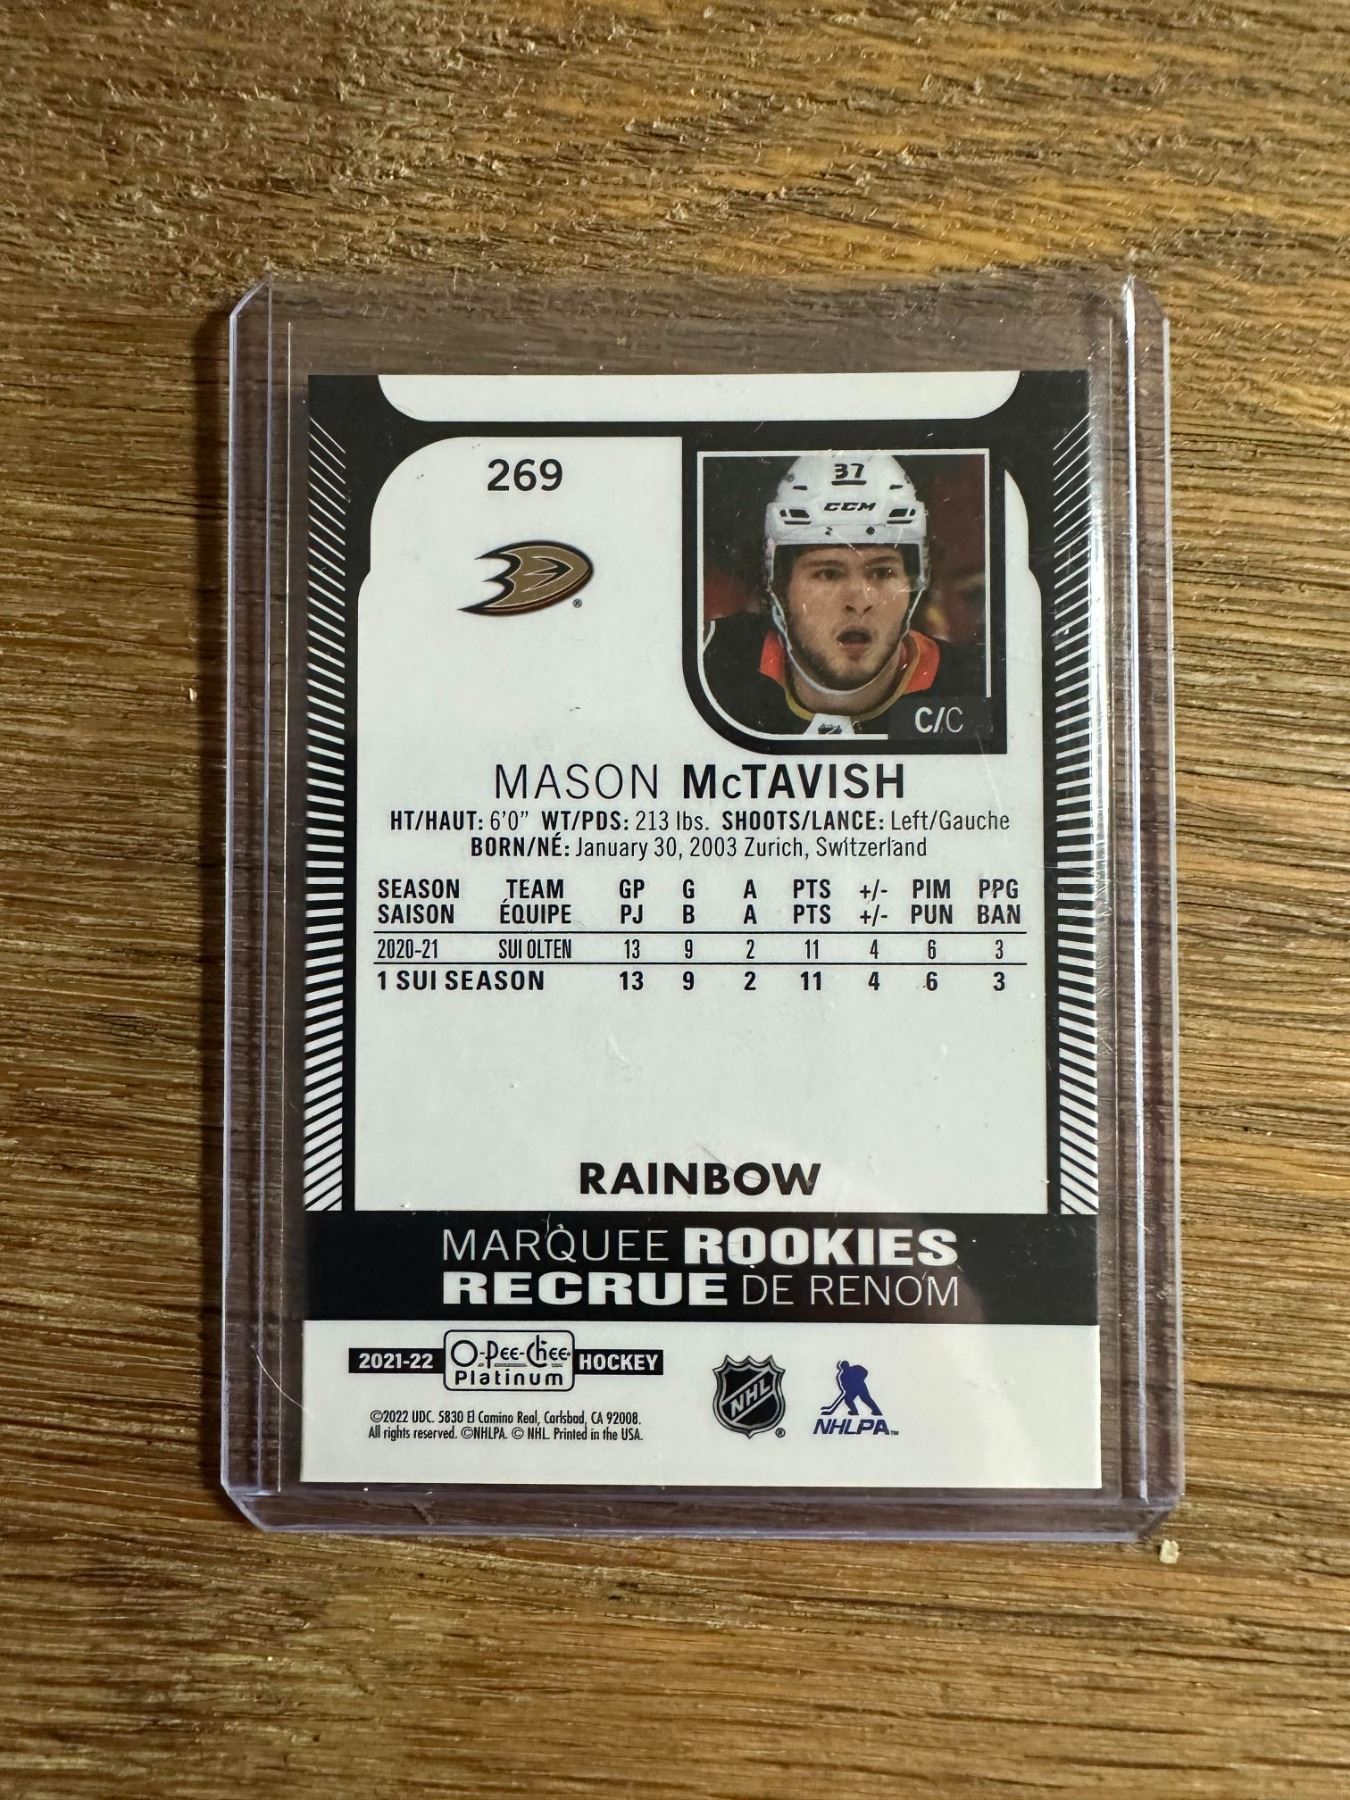 269
37
CCM
C/C
MASON McTAVISH
HT/HAUT: 6'0" WT/PDS: 213 lbs. SHOOTS/LANCE: Left/Gauche
BORN/NÉ: January 30, 2003 Zurich, Switzerland
SEASON TEAM GP G A PTS +/- PIM PPG
SAISON ÉQUIPE PJ B A PTS +/- PUN BAN
2020-21 SUI OLTEN 13 9 2 11 4 6 3
1 SUI SEASON 13 9 2 11 4 6 3
RAINBOW
MARQUEE ROOKIES
RECRUE DE RENOM
2021-22 O-Pee-Chee Platinum HOCKEY
©2022 UDC. 5830 El Camino Real, Carlsbad, CA 92008.
All rights reserved. ©NHLPA. © NHL. Printed in the USA.
NHL ®
NHLPA™